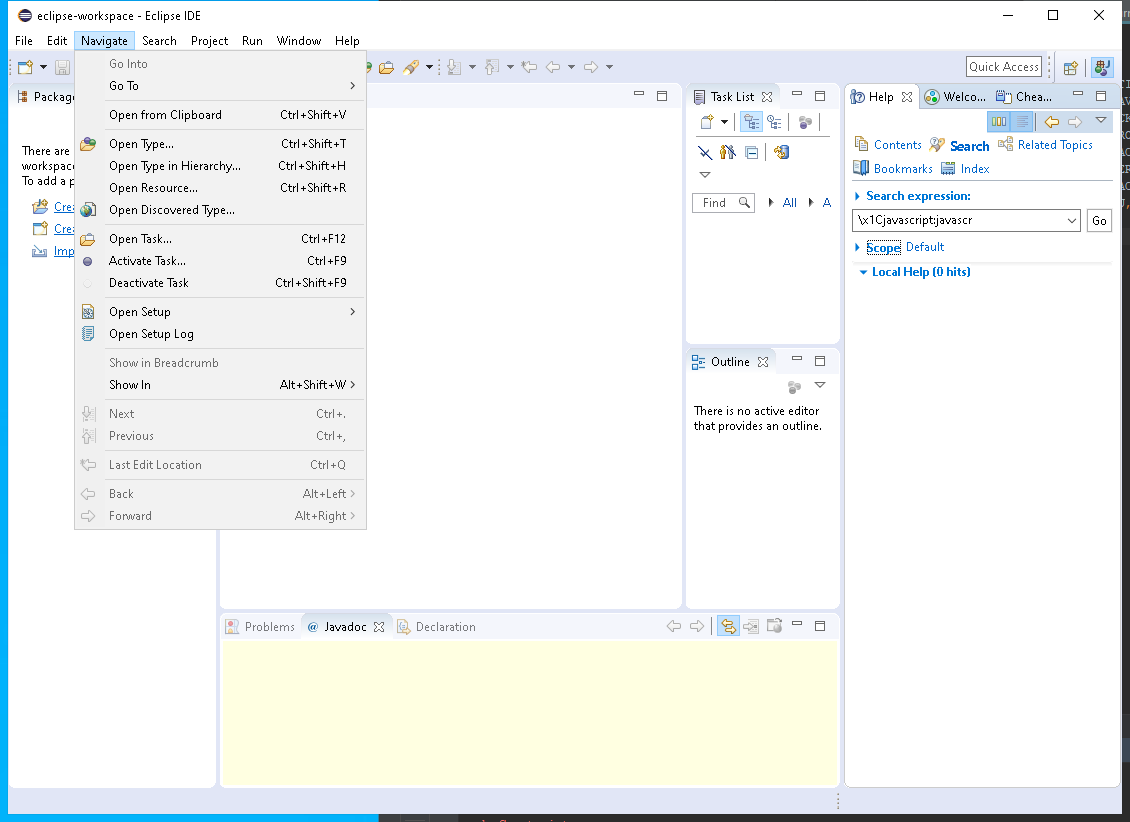 eclipse-workspace - Eclipse IDE
File Edit Navigate Search Project Run Window Help
Quick Access
Go Into
Go To
Open from Clipboard Ctrl+Shift+V
Open Type... Ctrl+Shift+T
Open Type in Hierarchy... Ctrl+Shift+H
Open Resource... Ctrl+Shift+R
Open Discovered Type...
Open Task... Ctrl+F12
Activate Task... Ctrl+F9
Deactivate Task Ctrl+Shift+F9
Open Setup
Open Setup Log
Show in Breadcrumb
Show In Alt+Shift+W
Next Ctrl+.
Previous Ctrl+,
Last Edit Location Ctrl+Q
Back Alt+Left
Forward Alt+Right
Packag
There are
workspac
To add a p
Crea
Crea
Imp
Task List
Find All A
Outline
There is no active editor
that provides an outline.
Help Welco... Chea...
Contents Search Related Topics
Bookmarks Index
Search expression:
\x1Cjavascript:javascr Go
Scope Default
Local Help (0 hits)
Problems @ Javadoc Declaration